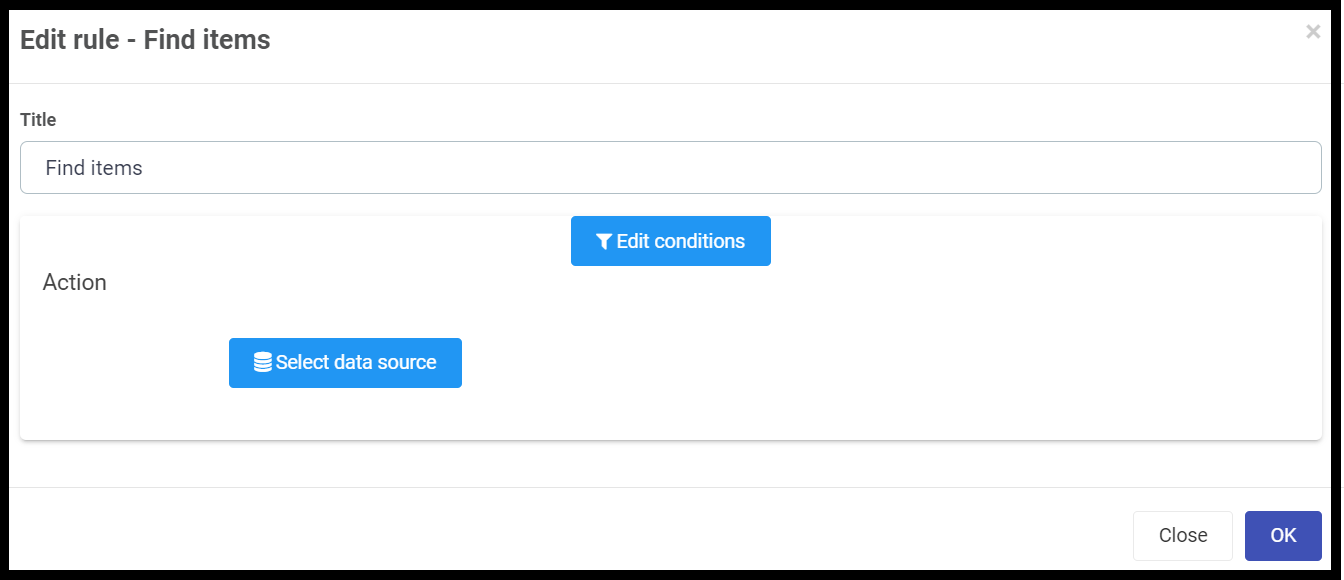 Edit rule - Find items
×
Title
Find items
Edit conditions
Action
Select data source
Close
OK